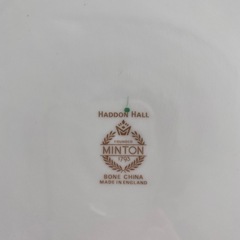 HADDON HALL
MINTON
1793
BONE CHINA
MADE IN ENGLAND